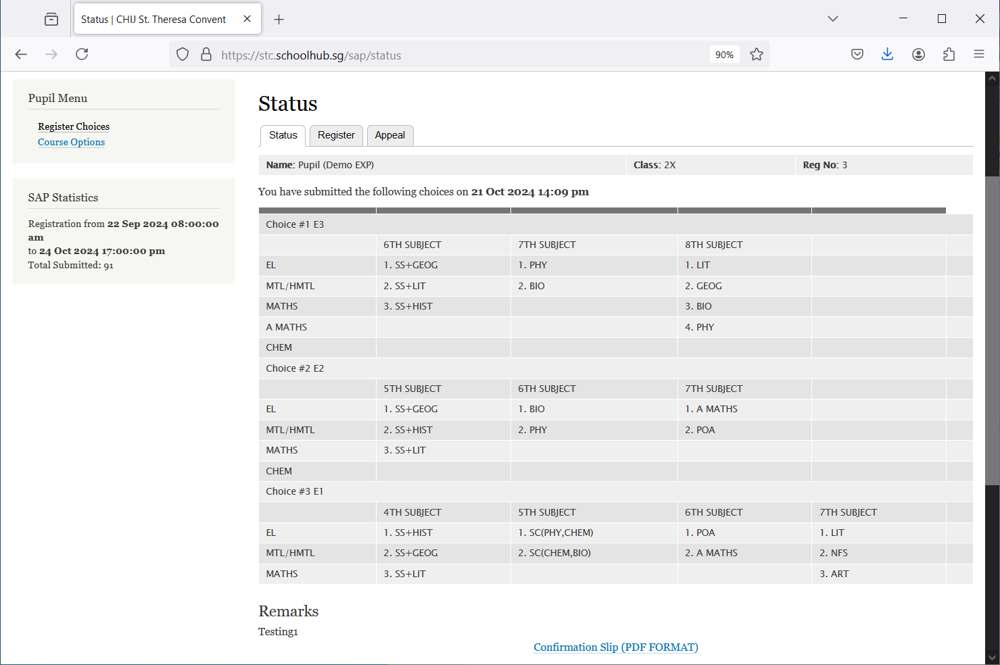 Status | CHIJ St. Theresa Convent
https://stc.schoolhub.sg/sap/status
90%
Pupil Menu
Register Choices
Course Options
SAP Statistics
Registration from 22 Sep 2024 08:00:00
am
to 24 Oct 2024 17:00:00 pm
Total Submitted: 91
Status
Status Register Appeal
Name: Pupil (Demo EXP) Class: 2X Reg No: 3
You have submitted the following choices on 21 Oct 2024 14:09 pm
Choice #1 E3
6TH SUBJECT 7TH SUBJECT 8TH SUBJECT
EL 1. SS+GEOG 1. PHY 1. LIT
MTL/HMTL 2. SS+LIT 2. BIO 2. GEOG
MATHS 3. SS+HIST 3. BIO
A MATHS 4. PHY
CHEM
Choice #2 E2
5TH SUBJECT 6TH SUBJECT 7TH SUBJECT
EL 1. SS+GEOG 1. BIO 1. A MATHS
MTL/HMTL 2. SS+HIST 2. PHY 2. POA
MATHS 3. SS+LIT
CHEM
Choice #3 E1
4TH SUBJECT 5TH SUBJECT 6TH SUBJECT 7TH SUBJECT
EL 1. SS+HIST 1. SC(PHY,CHEM) 1. POA 1. LIT
MTL/HMTL 2. SS+GEOG 2. SC(CHEM,BIO) 2. A MATHS 2. NFS
MATHS 3. SS+LIT 3. ART
Remarks
Testing1
Confirmation Slip (PDF FORMAT)